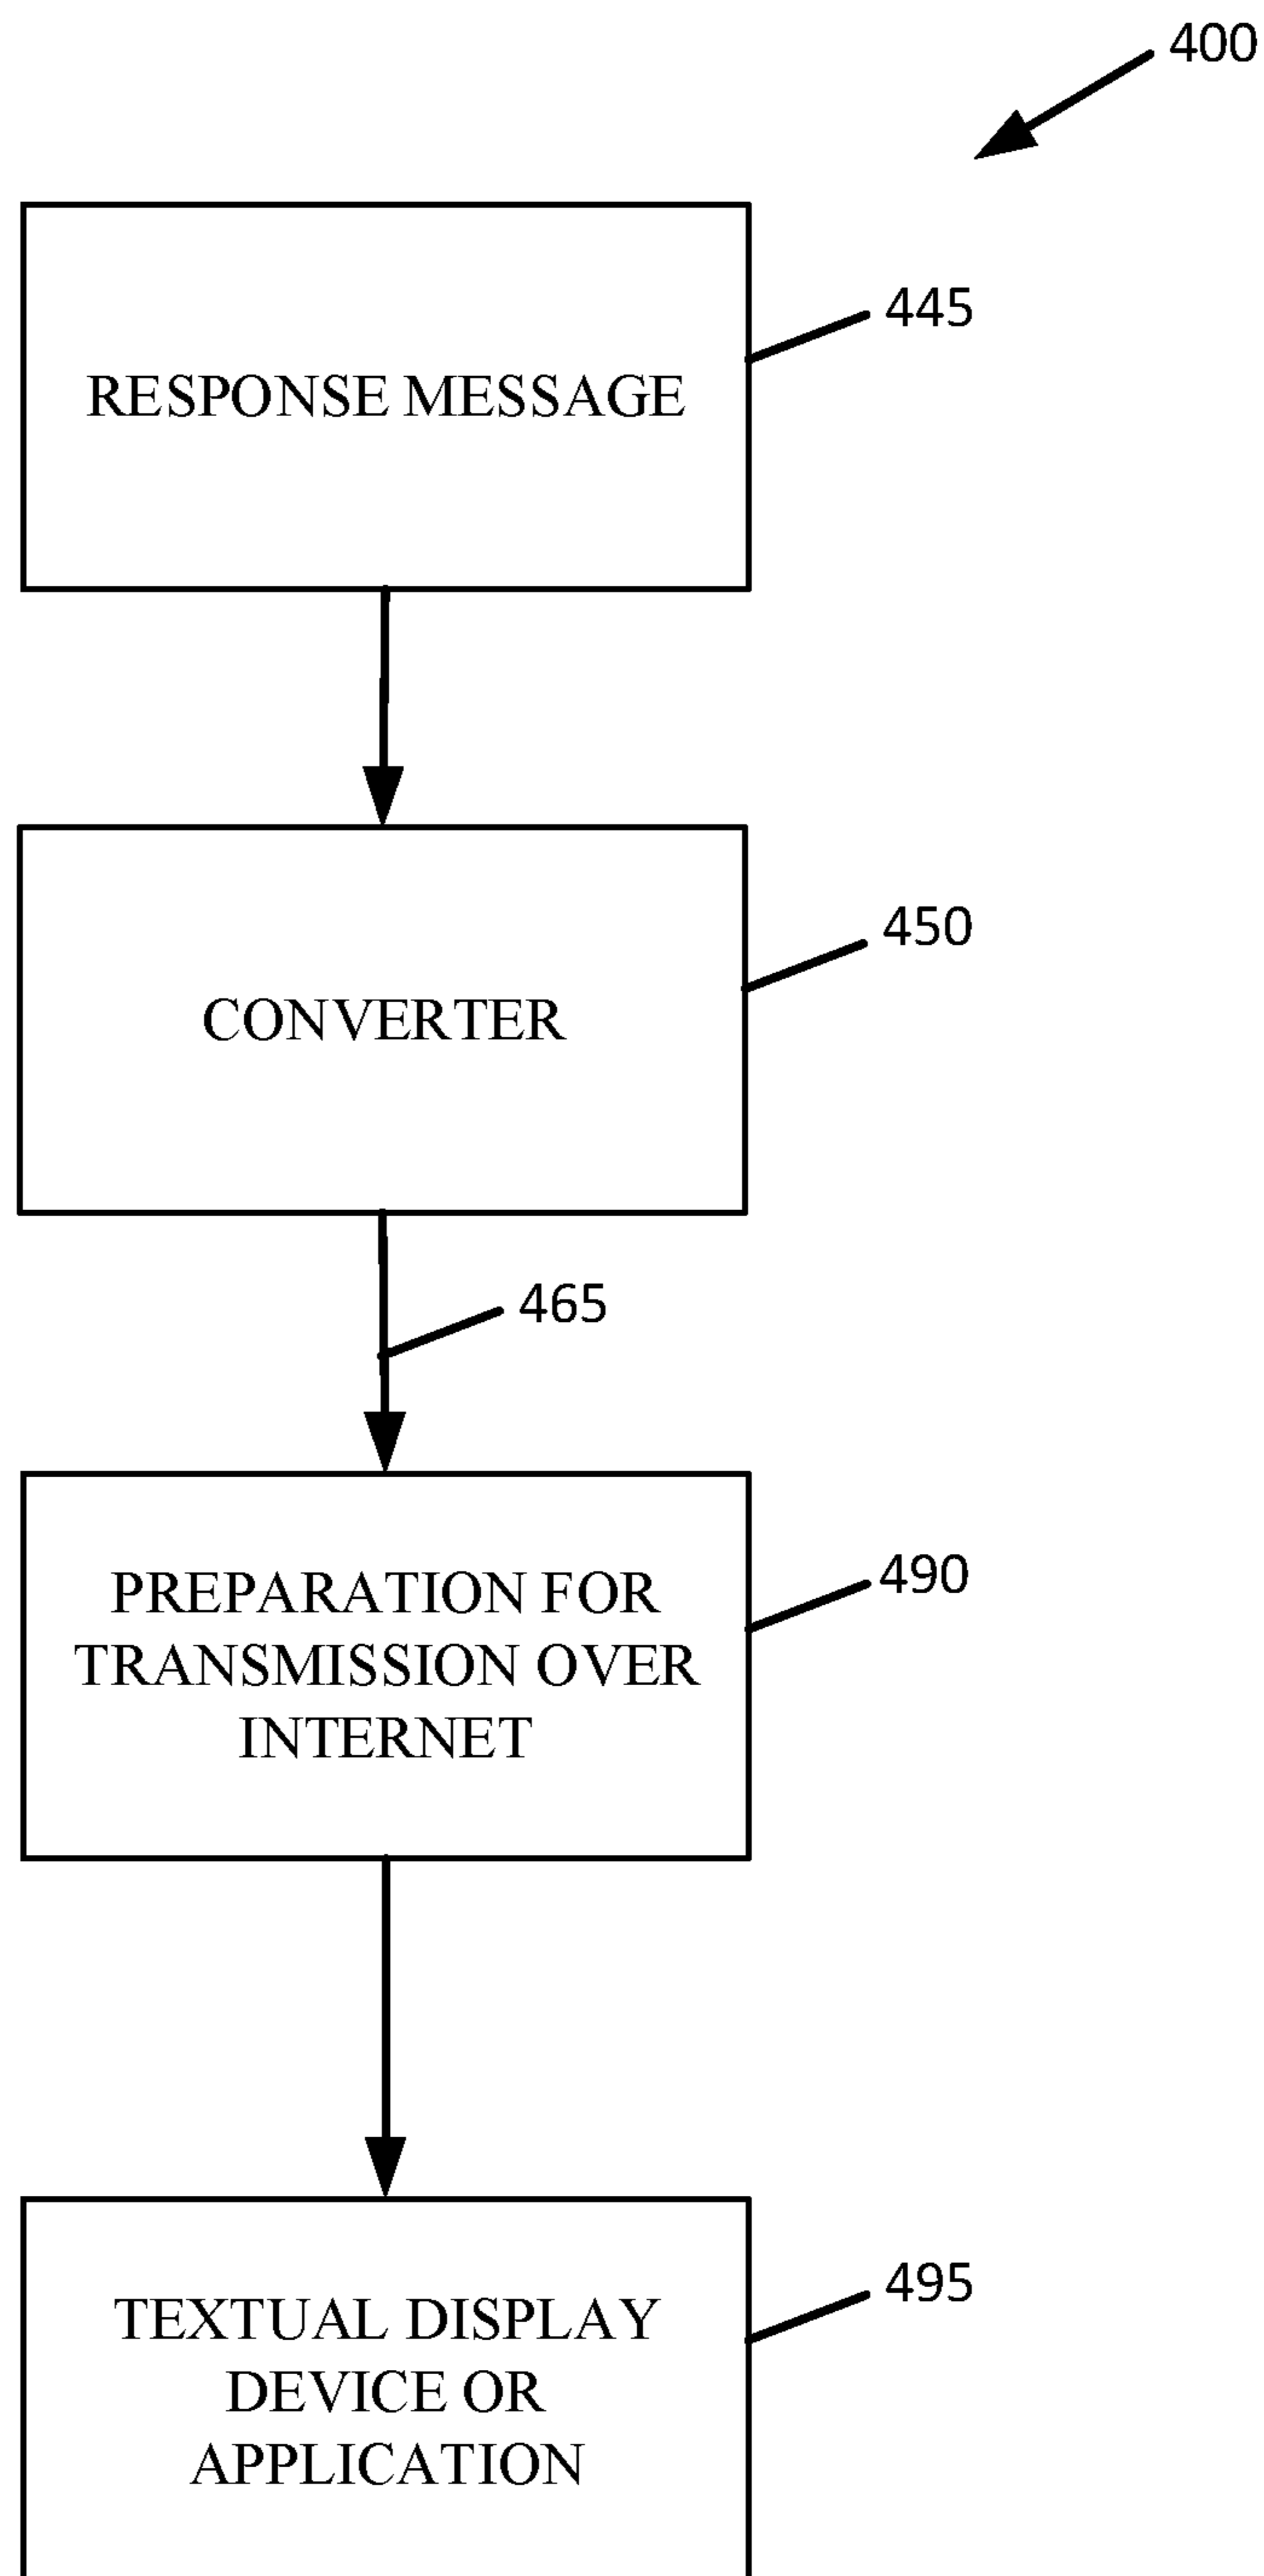 400
445
RESPONSE MESSAGE
450
CONVERTER
465
490
PREPARATION FOR
TRANSMISSION OVER
INTERNET
495
TEXTUAL DISPLAY
DEVICE OR
APPLICATION